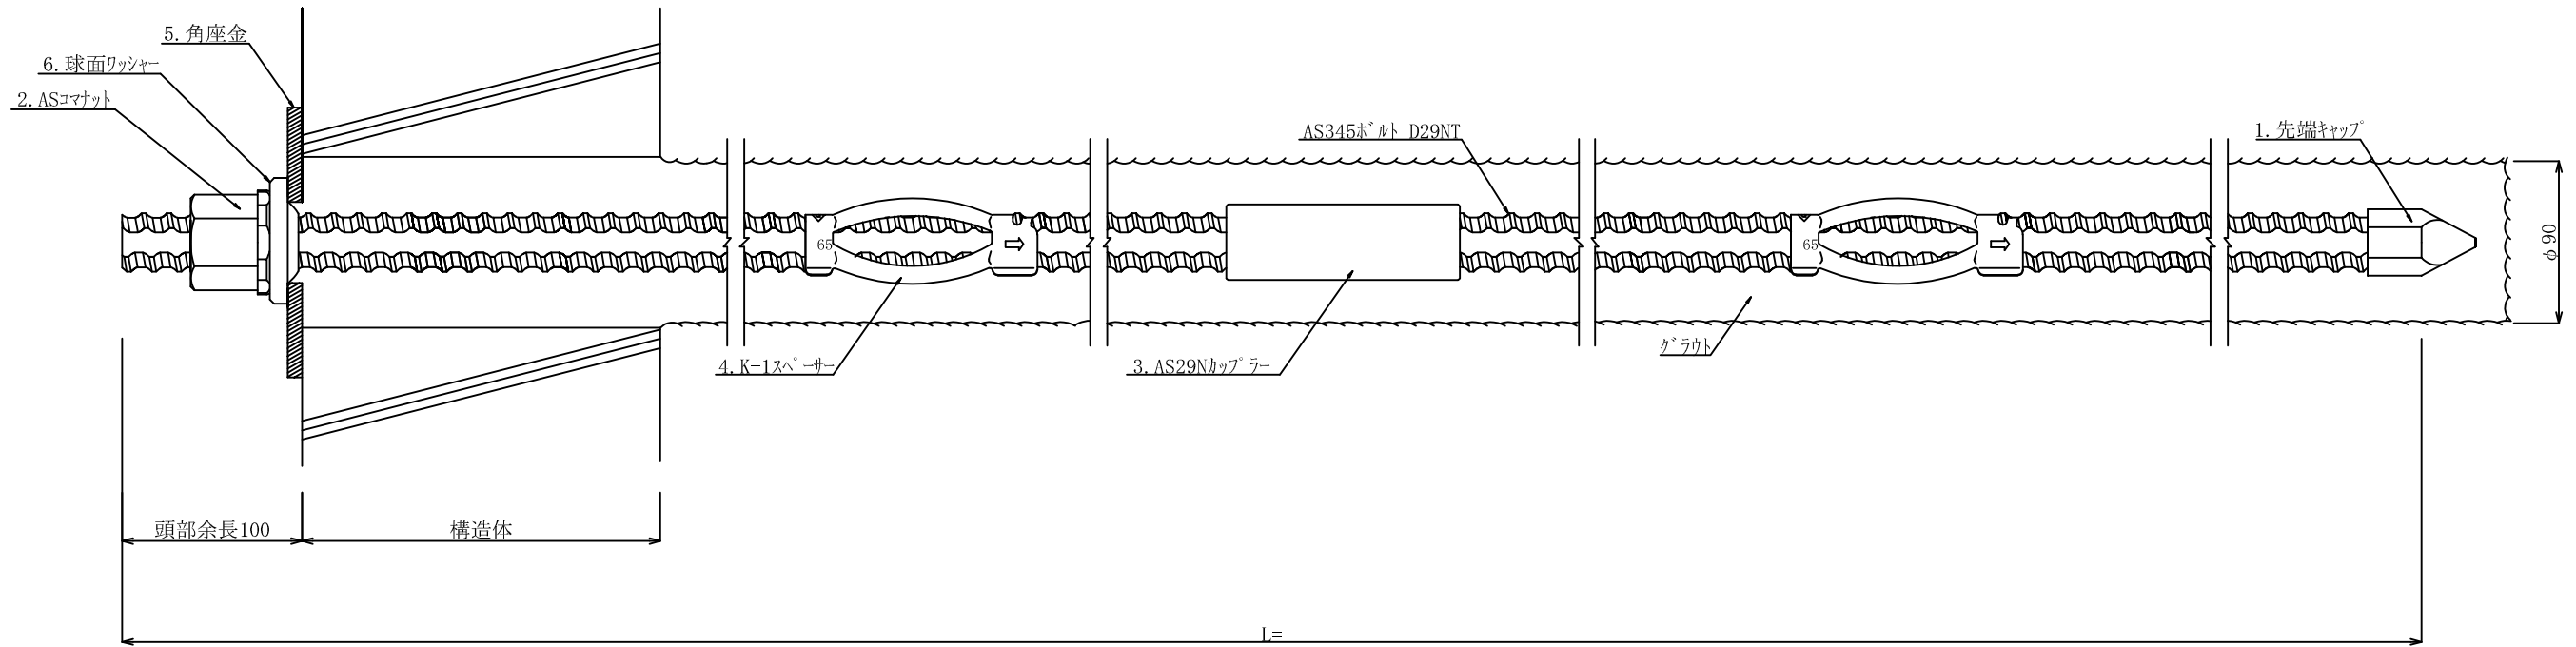 5. 角座金
6. 球面ﾜｯｼｬｰ
2. ASｺﾏﾅｯﾄ
AS345ﾎﾞﾙﾄ D29NT
1. 先端ｷｬｯﾌﾟ
65
65
φ90
4. K-1ｽﾍﾟｰｻｰ
3. AS29Nｶｯﾌﾟﾗｰ
ｸﾞﾗｳﾄ
頭部余長100
構造体
L=